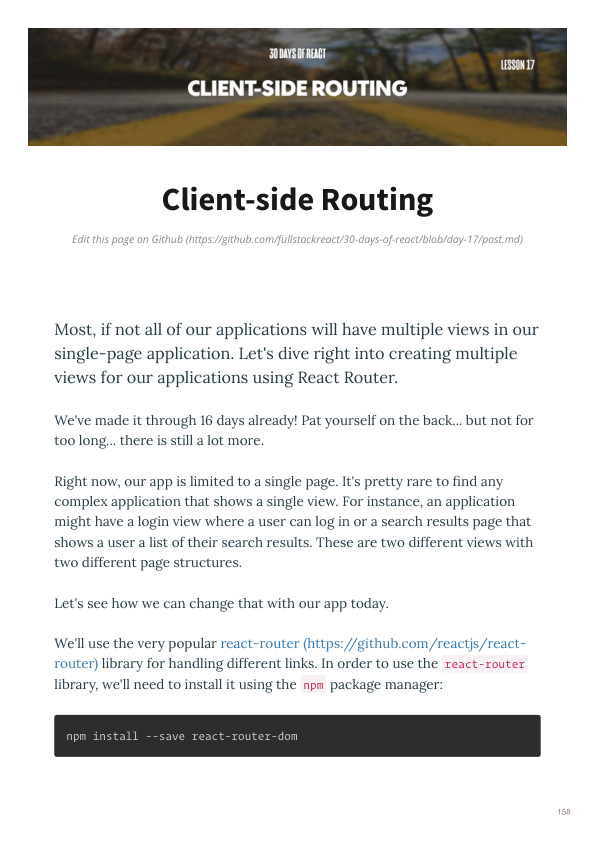 30 DAYS OF REACT
LESSON 17
CLIENT-SIDE ROUTING
Client-side Routing
Edit this page on Github (https://github.com/fullstackreact/30-days-of-react/blob/day-17/post.md)
Most, if not all of our applications will have multiple views in our
single-page application. Let's dive right into creating multiple
views for our applications using React Router.
We've made it through 16 days already! Pat yourself on the back... but not for
too long... there is still a lot more.
Right now, our app is limited to a single page. It's pretty rare to find any
complex application that shows a single view. For instance, an application
might have a login view where a user can log in or a search results page that
shows a user a list of their search results. These are two different views with
two different page structures.
Let's see how we can change that with our app today.
We'll use the very popular react-router (https://github.com/reactjs/react-
router) library for handling different links. In order to use the react-router
library, we'll need to install it using the npm package manager:
npm install --save react-router-dom
158